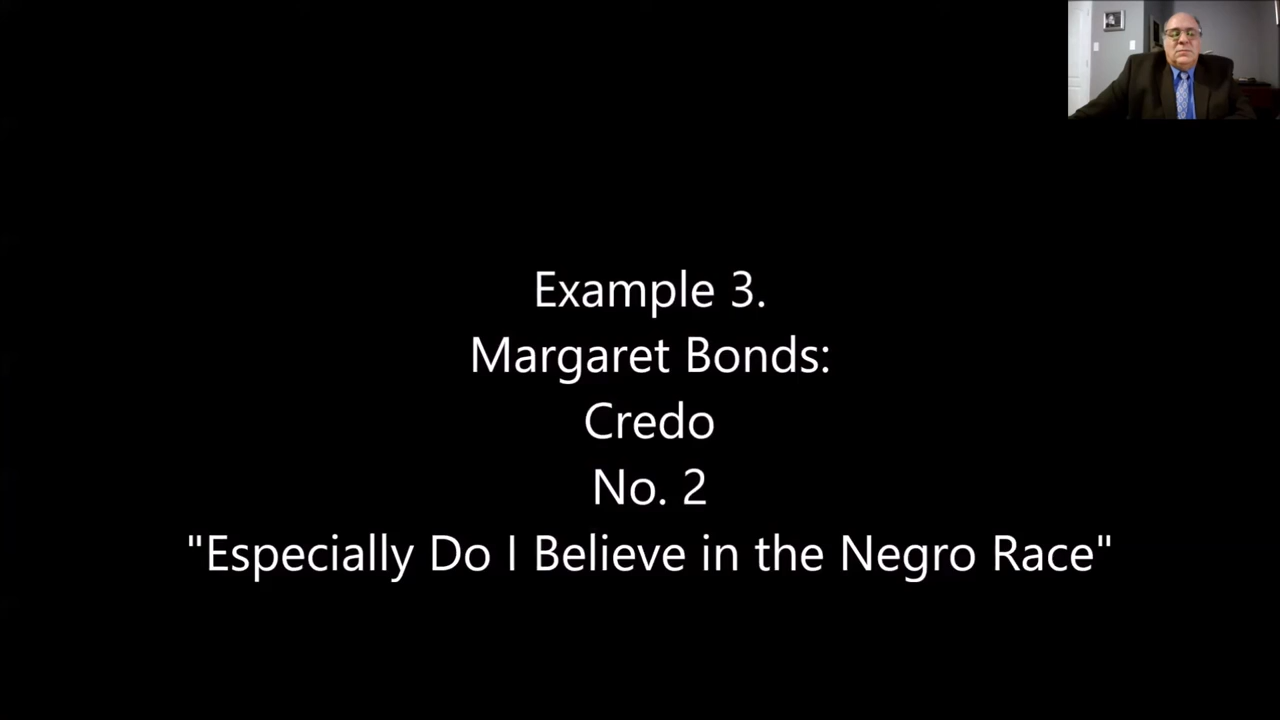 Example 3.
Margaret Bonds:
Credo
No. 2
"Especially Do I Believe in the Negro Race"